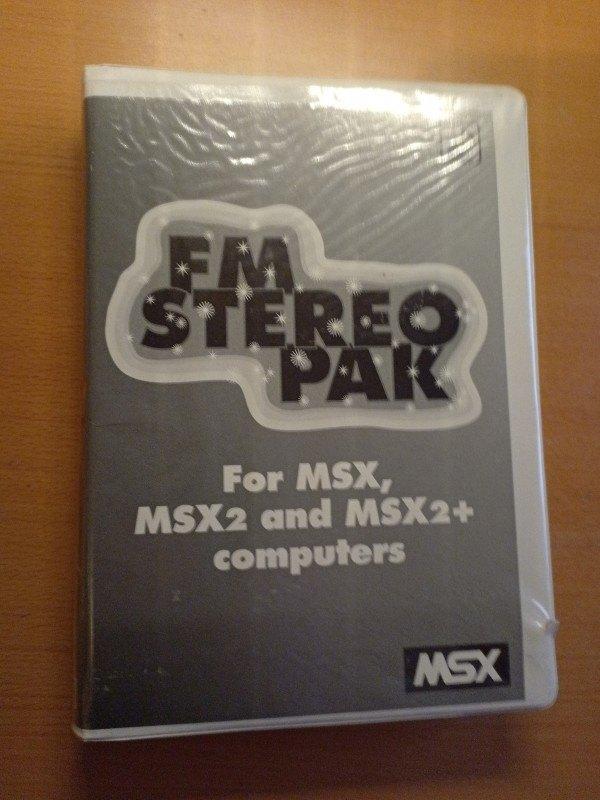 FM
STEREO
PAK
For MSX,
MSX2 and MSX2+
computers
MSX